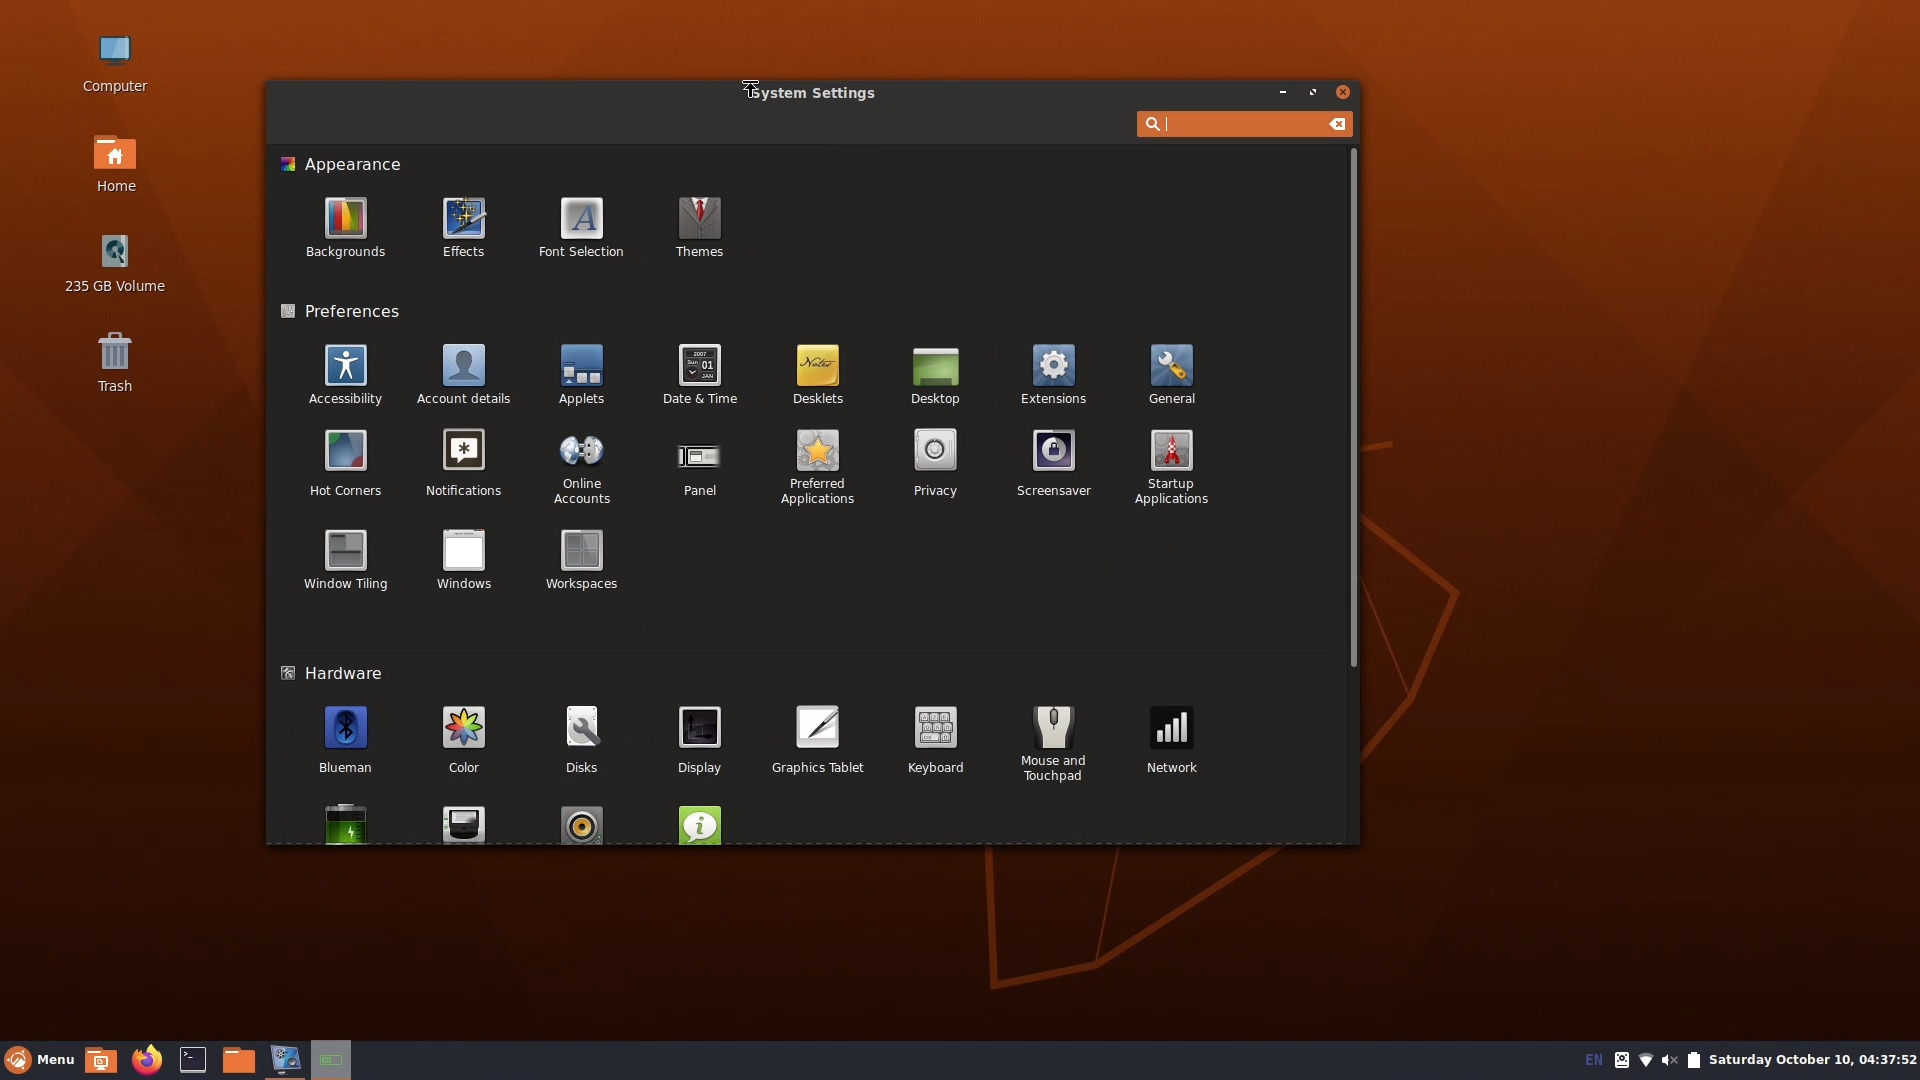 Computer
Home
235 GB Volume
Trash
System Settings
Appearance
Backgrounds
Effects
Font Selection
Themes
Preferences
Accessibility
Account details
Applets
Date & Time
Desklets
Desktop
Extensions
General
Hot Corners
Notifications
Online
Accounts
Panel
Preferred
Applications
Privacy
Screensaver
Startup
Applications
Window Tiling
Windows
Workspaces
Hardware
Blueman
Color
Disks
Display
Graphics Tablet
Keyboard
Mouse and
Touchpad
Network
Menu
EN
Saturday October 10, 04:37:52